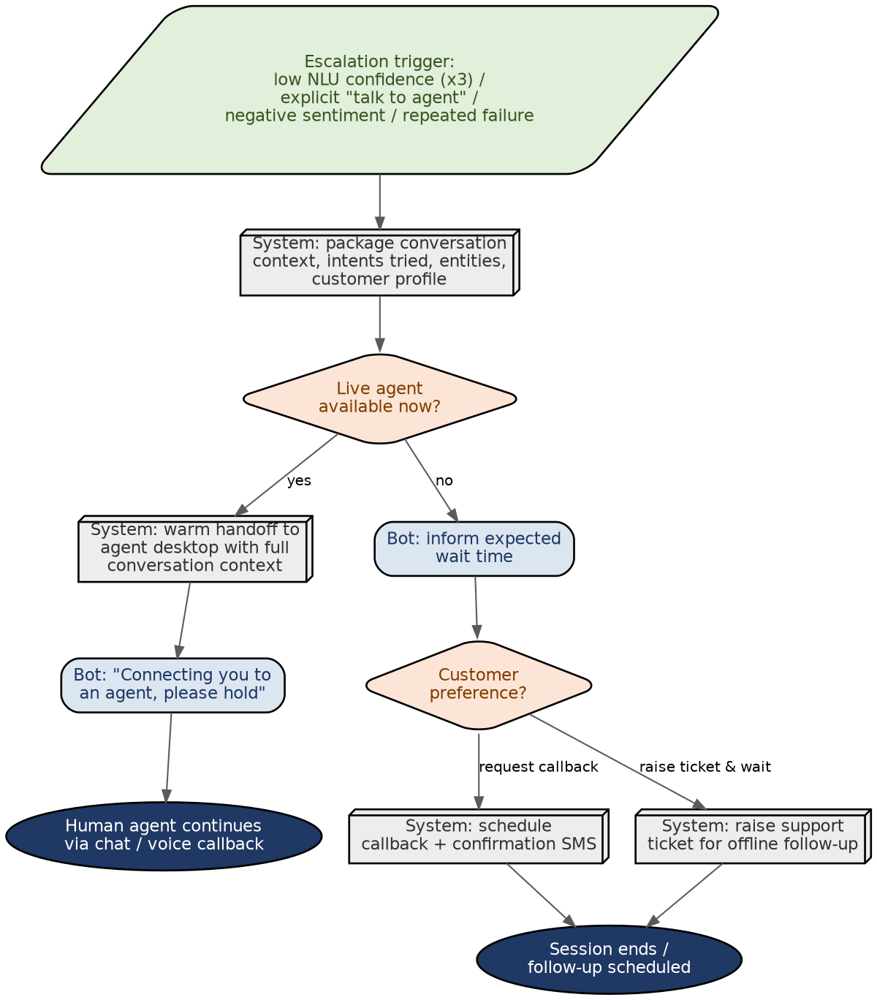 Escalation trigger:
low NLU confidence (x3) /
explicit "talk to agent" /
negative sentiment / repeated failure
System: package conversation
context, intents tried, entities,
customer profile
Live agent
available now?
yes
no
System: warm handoff to
agent desktop with full
conversation context
Bot: inform expected
wait time
Bot: "Connecting you to
an agent, please hold"
Customer
preference?
request callback
raise ticket & wait
Human agent continues
via chat / voice callback
System: schedule
callback + confirmation SMS
System: raise support
ticket for offline follow-up
Session ends /
follow-up scheduled